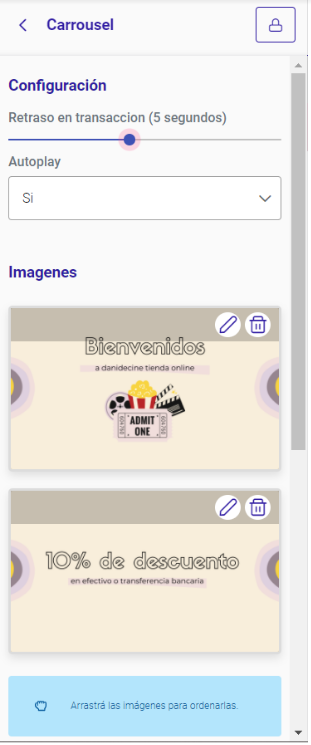 Carrousel
Configuración
Retraso en transaccion (5 segundos)
Autoplay
Si
Imagenes
Bienvenidos
a danidecine tienda online
ADMIT
ONE
10% de descuento
en efectivo o transferencia bancaria
Arrastrá las imágenes para ordenarlas.